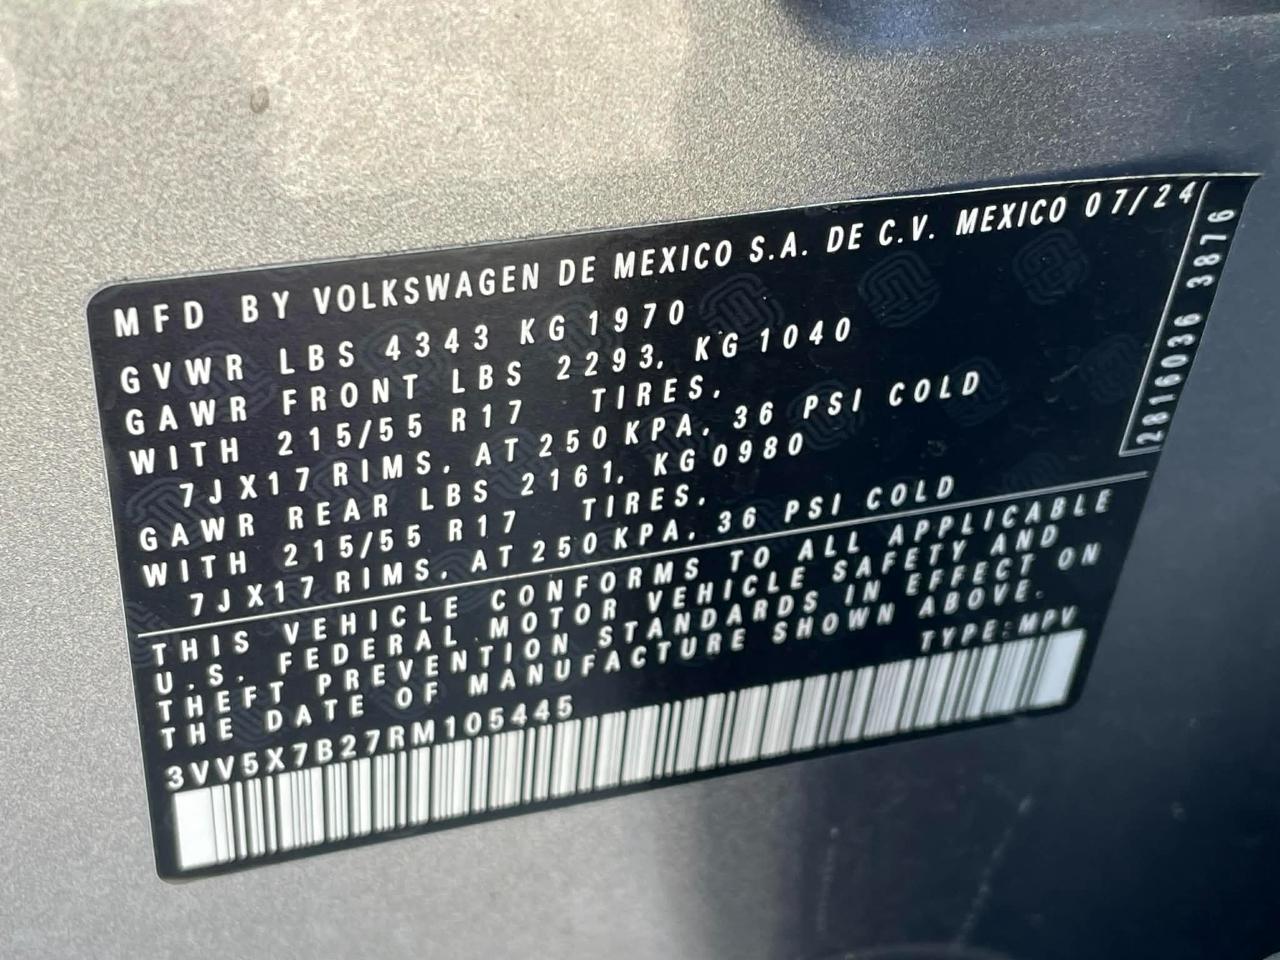 MFD BY VOLKSWAGEN DE MEXICO S.A. DE C.V. MEXICO 07/24
GVWR LBS 4343 KG 1970
GAWR FRONT LBS 2293, KG 1040
WITH 215/55 R17 TIRES,
7JX17 RIMS, AT 250 KPA, 36 PSI COLD
GAWR REAR LBS 2161, KG0980
WITH 215/55 R17 TIRES,
7JX17 RIMS, AT 250 KPA, 36 PSI COLD
THIS VEHICLE CONFORMS TO ALL APPLICABLE
U.S. FEDERAL MOTOR VEHICLE SAFETY AND
THEFT PREVENTION STANDARDS IN EFFECT ON
THE DATE OF MANUFACTURE SHOWN ABOVE.
3VV5X7B27RM105445 TYPE:MPV
2816036 3876